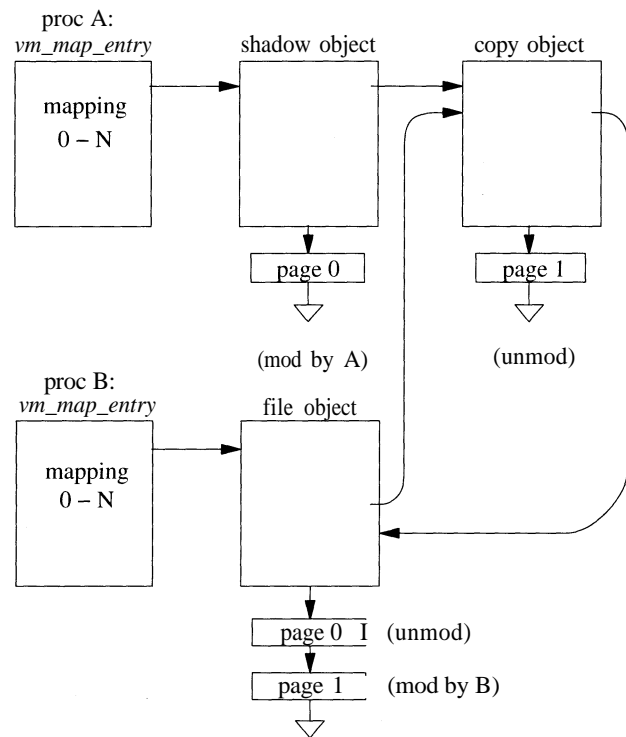 proc A:
vm_map_entry
shadow object
copy object
mapping
0 – N
page 0
page 1
(mod by A)
(unmod)
proc B:
vm_map_entry
file object
mapping
0 – N
page 0 I (unmod)
page 1 (mod by B)